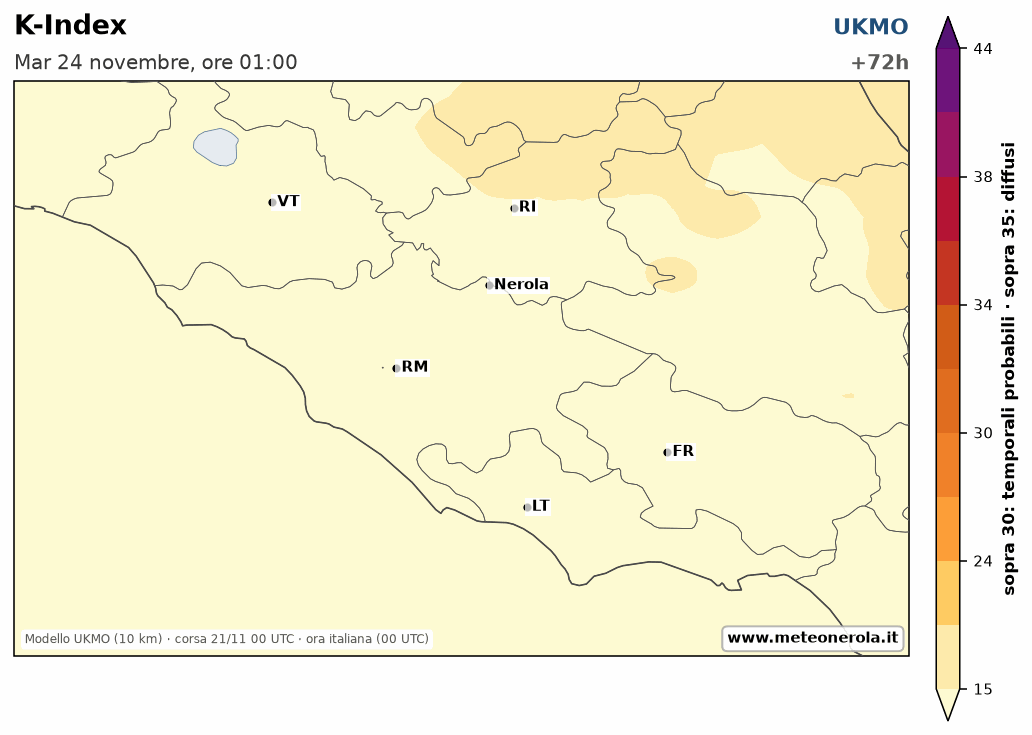 K-Index
UKMO
Mar 24 novembre, ore 01:00
+72h
VT
RI
Nerola
RM
FR
LT
Modello UKMO (10 km) · corsa 21/11 00 UTC · ora italiana (00 UTC)
www.meteonerola.it
44
38
34
30
24
15
sopra 30: temporali probabili · sopra 35: diffusi